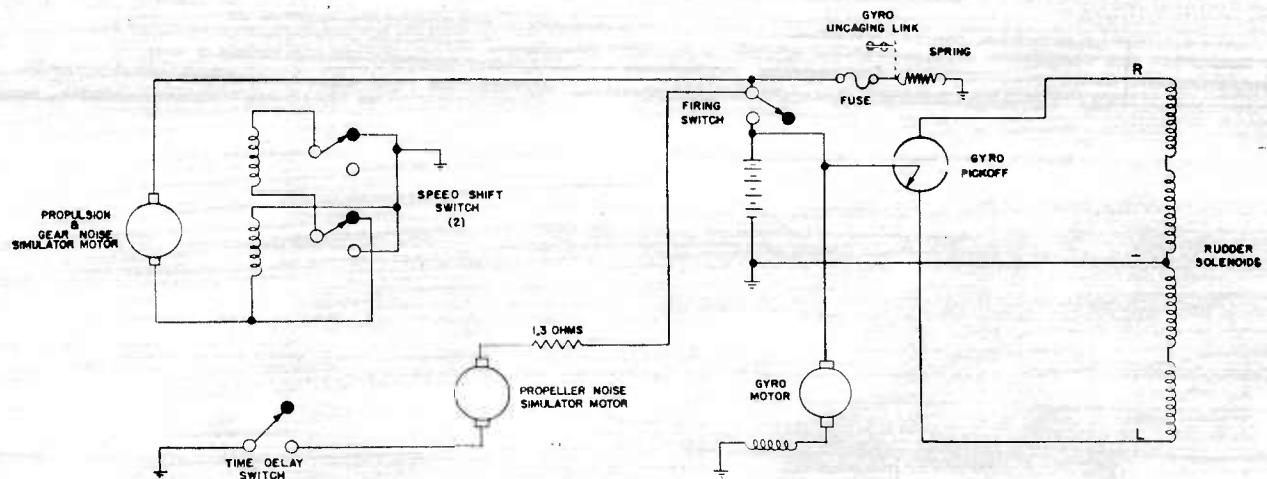 GYRO
UNCAGING LINK
SPRING
FUSE
R
FIRING
SWITCH
GYRO
PICKOFF
SPEED SHIFT
SWITCH
(2)
PROPULSION
&
GEAR NOISE
SIMULATOR MOTOR
-
RUDDER
SOLENOIDS
1.3 OHMS
PROPELLER NOISE
SIMULATOR MOTOR
GYRO
MOTOR
L
TIME DELAY
SWITCH